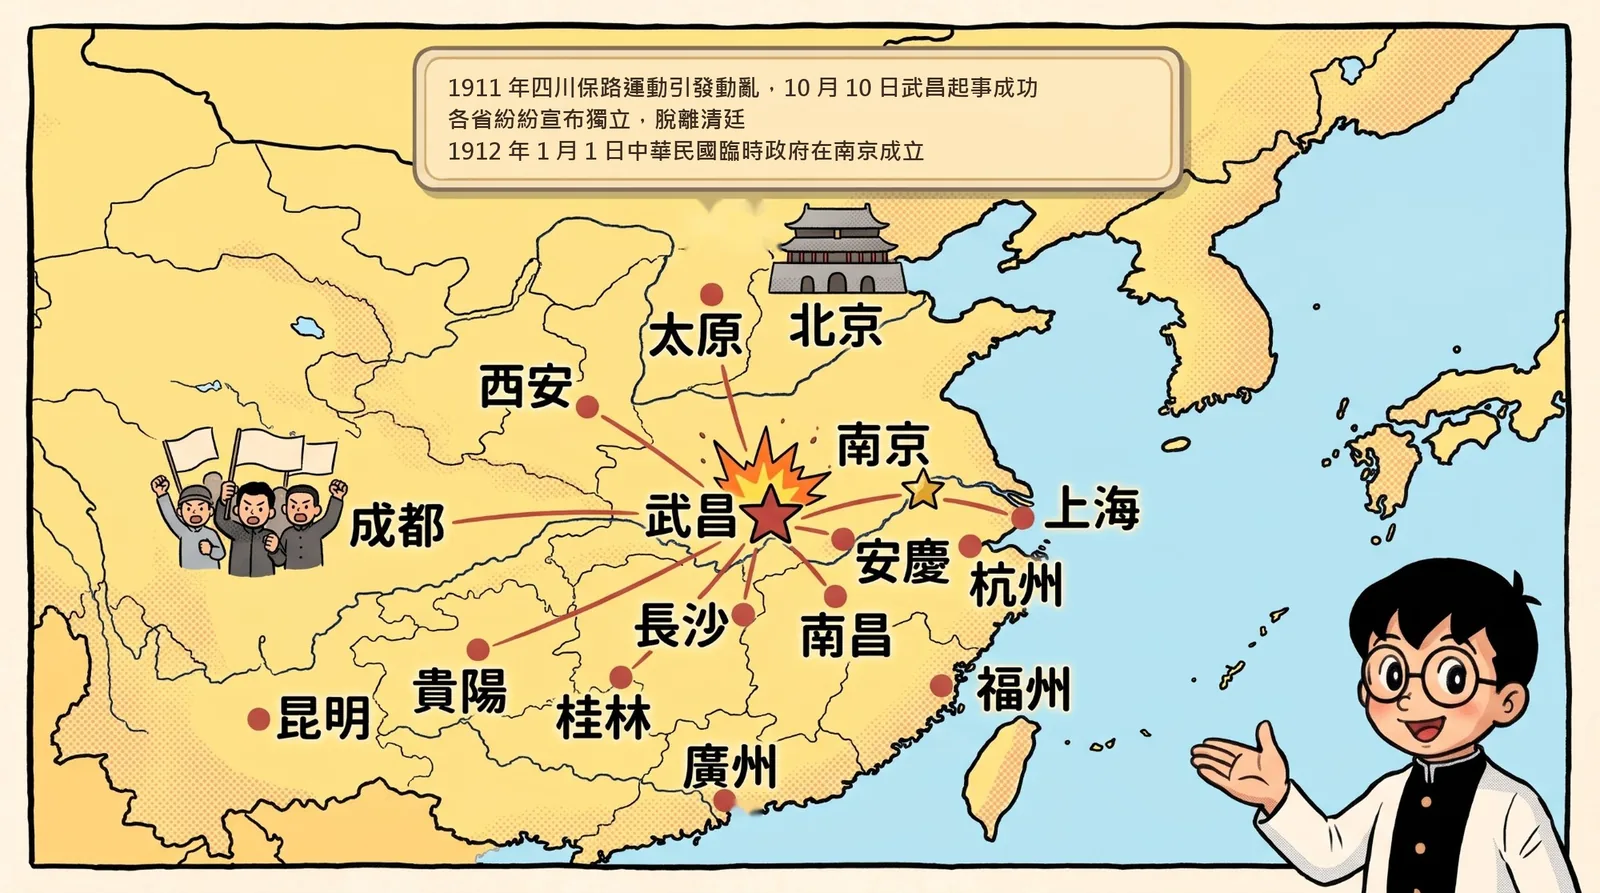 1911 年四川保路運動引發動亂，10 月 10 日武昌起事成功
各省紛紛宣布獨立，脫離清廷
1912 年 1 月 1 日中華民國臨時政府在南京成立
太原
北京
西安
南京
武昌
上海
成都
安慶
杭州
長沙
南昌
貴陽
桂林
福州
昆明
廣州